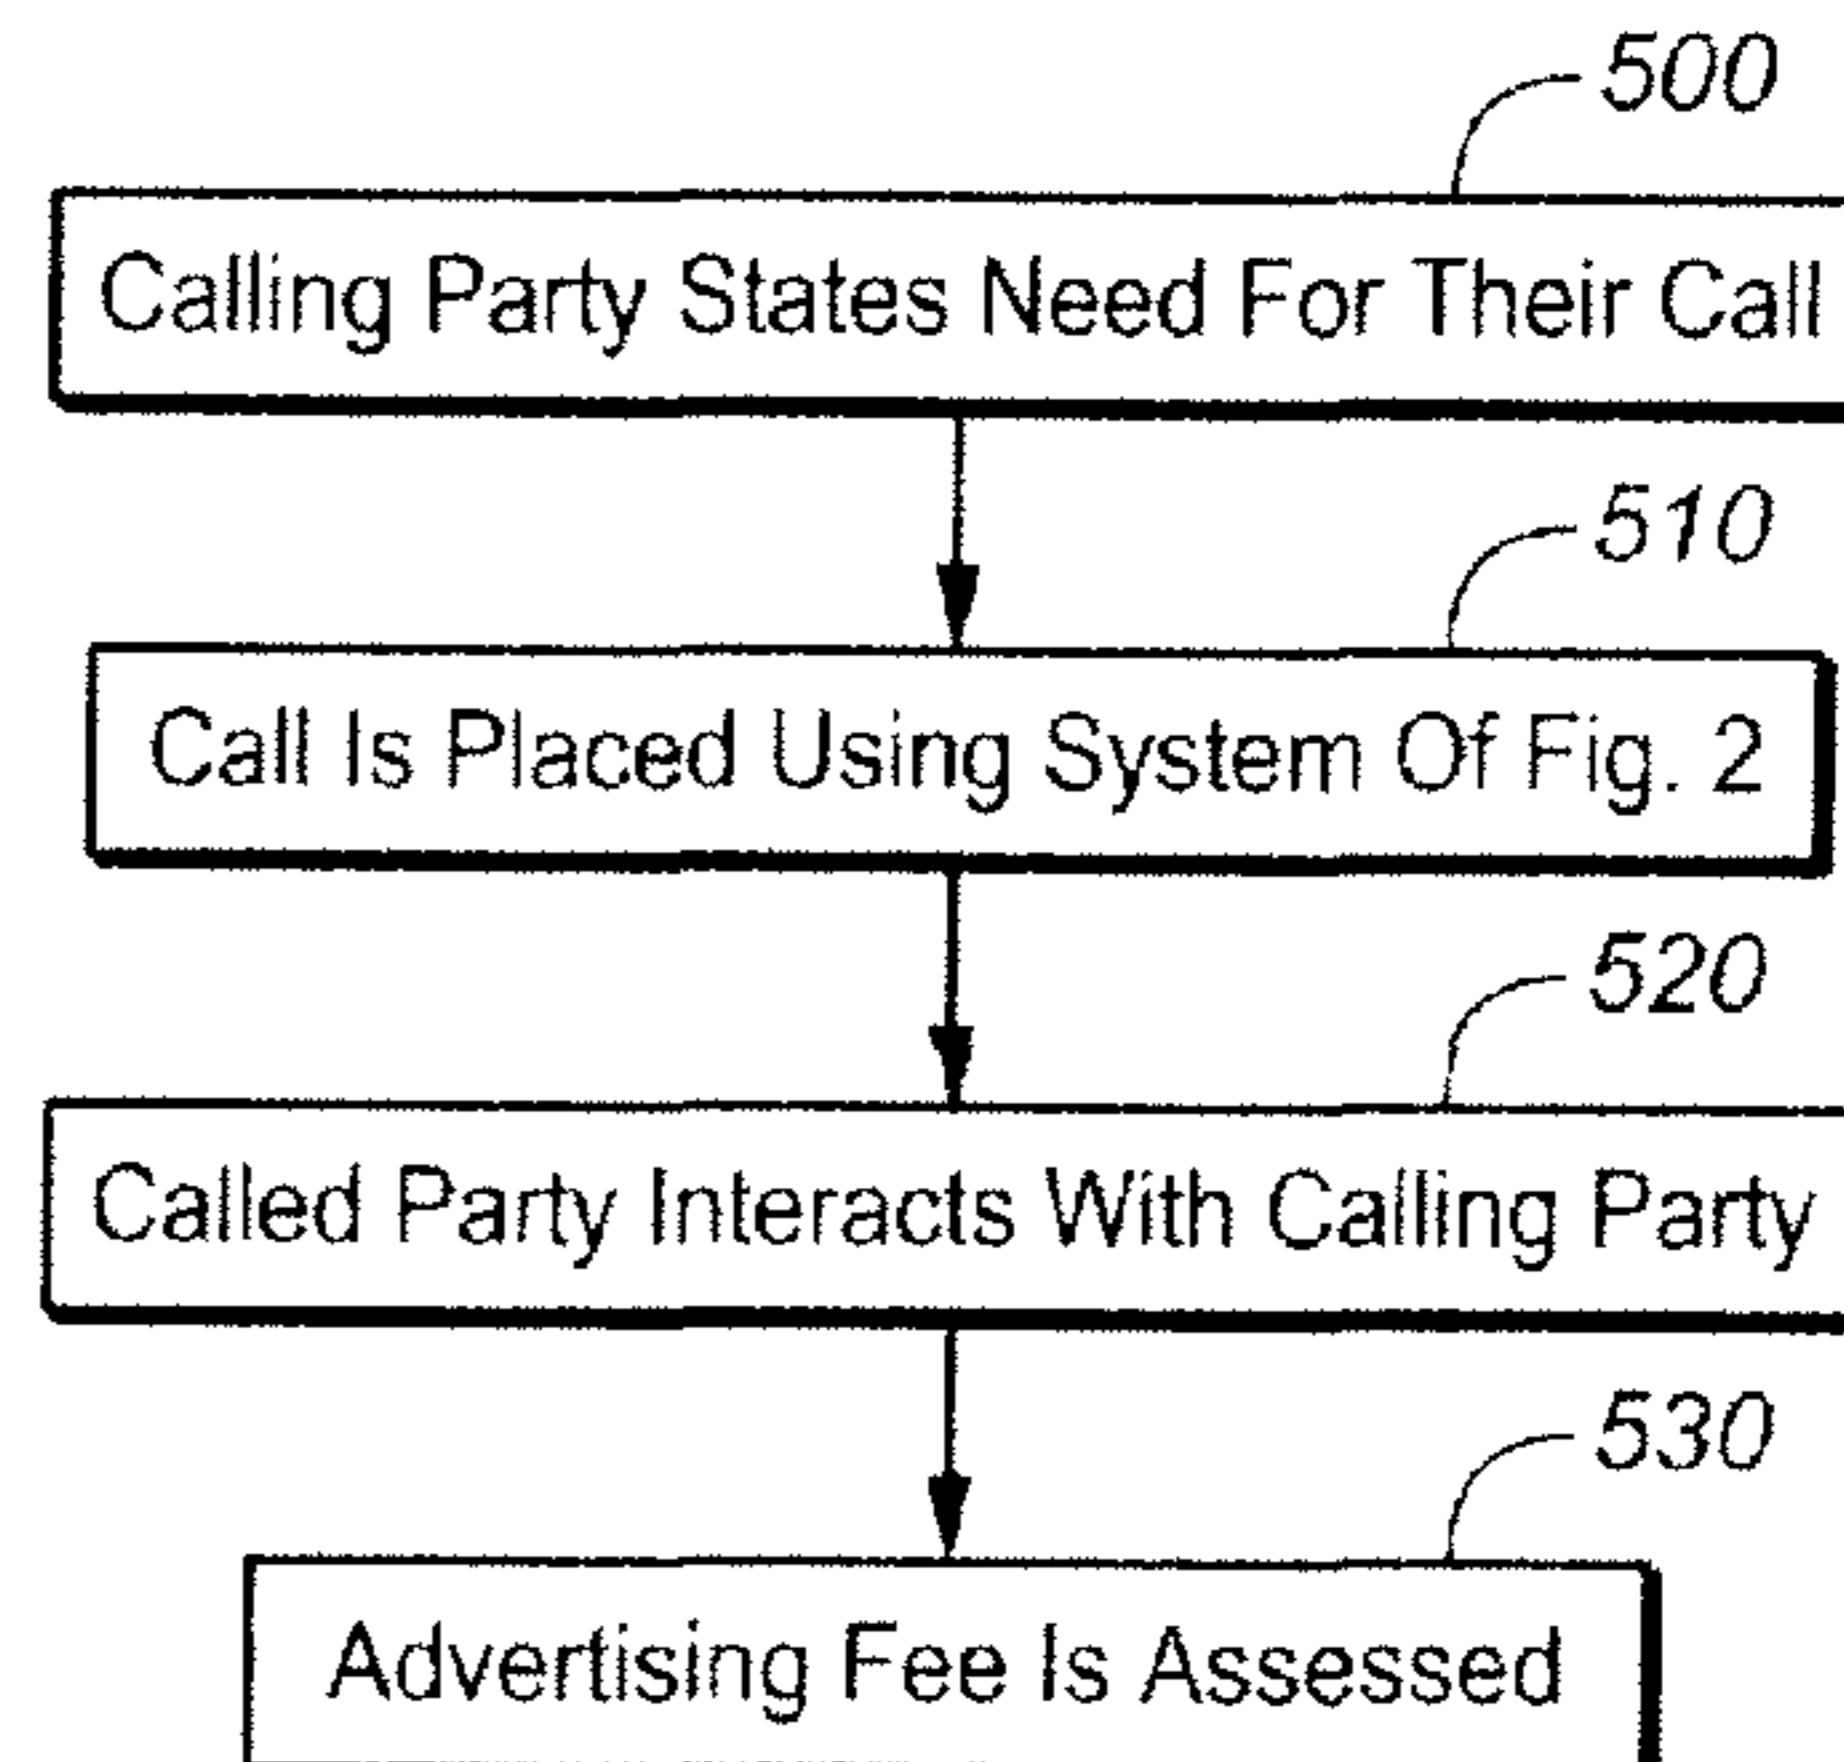 500
Calling Party States Need For Their Call
510
Call Is Placed Using System Of Fig. 2
520
Called Party Interacts With Calling Party
530
Advertising Fee Is Assessed